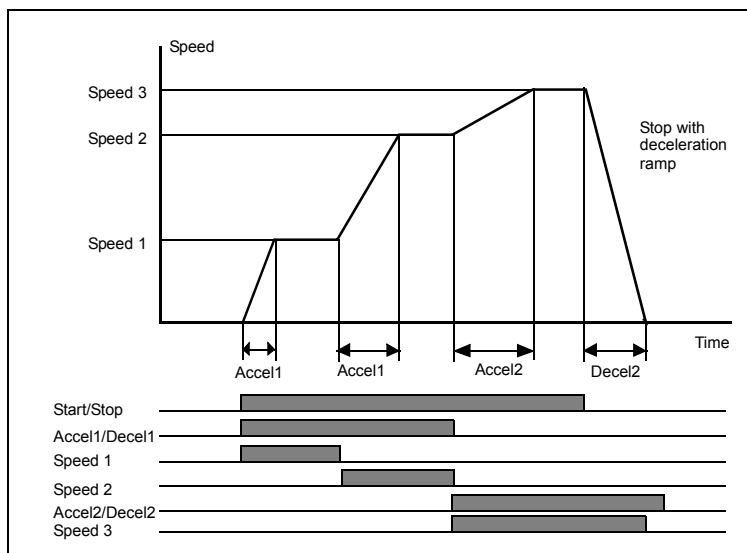 Speed
Speed 3
Speed 2
Stop with
deceleration
ramp
Speed 1
Time
Accel1
Accel1
Accel2
Decel2
Start/Stop
Accel1/Decel1
Speed 1
Speed 2
Accel2/Decel2
Speed 3